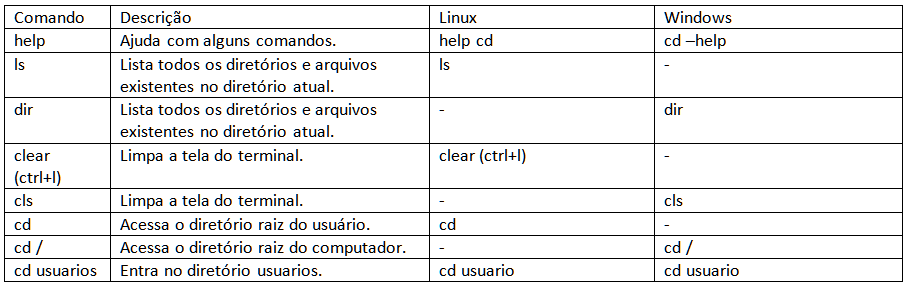 Comando Descrição Linux Windows
help Ajuda com alguns comandos. help cd cd –help
ls Lista todos os diretórios e arquivos ls -
existentes no diretório atual.
dir Lista todos os diretórios e arquivos - dir
existentes no diretório atual.
clear Limpa a tela do terminal. clear (ctrl+l) -
(ctrl+l)
cls Limpa a tela do terminal. - cls
cd Acessa o diretório raiz do usuário. cd -
cd / Acessa o diretório raiz do computador. - cd /
cd usuarios Entra no diretório usuarios. cd usuario cd usuario